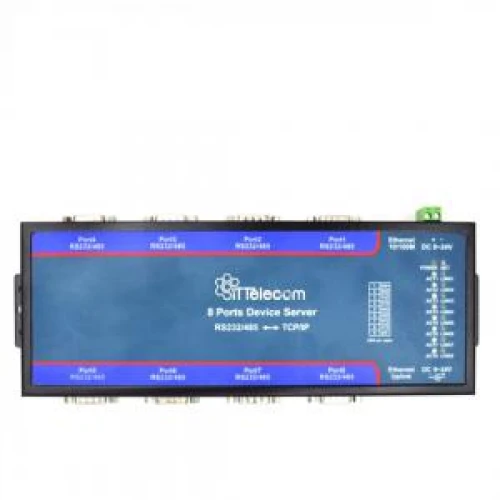 Port4
RS232/485
Port3
RS232/485
Port2
RS232/485
Port1
RS232/485
Ethernet
10/100M
DC 9~24V
ITTelecom
8 Ports Device Server
RS232/485 ←→ TCP/IP
Port5
RS232/485
Port6
RS232/485
Port7
RS232/485
Port8
RS232/485
Ethernet
DC 9~24V